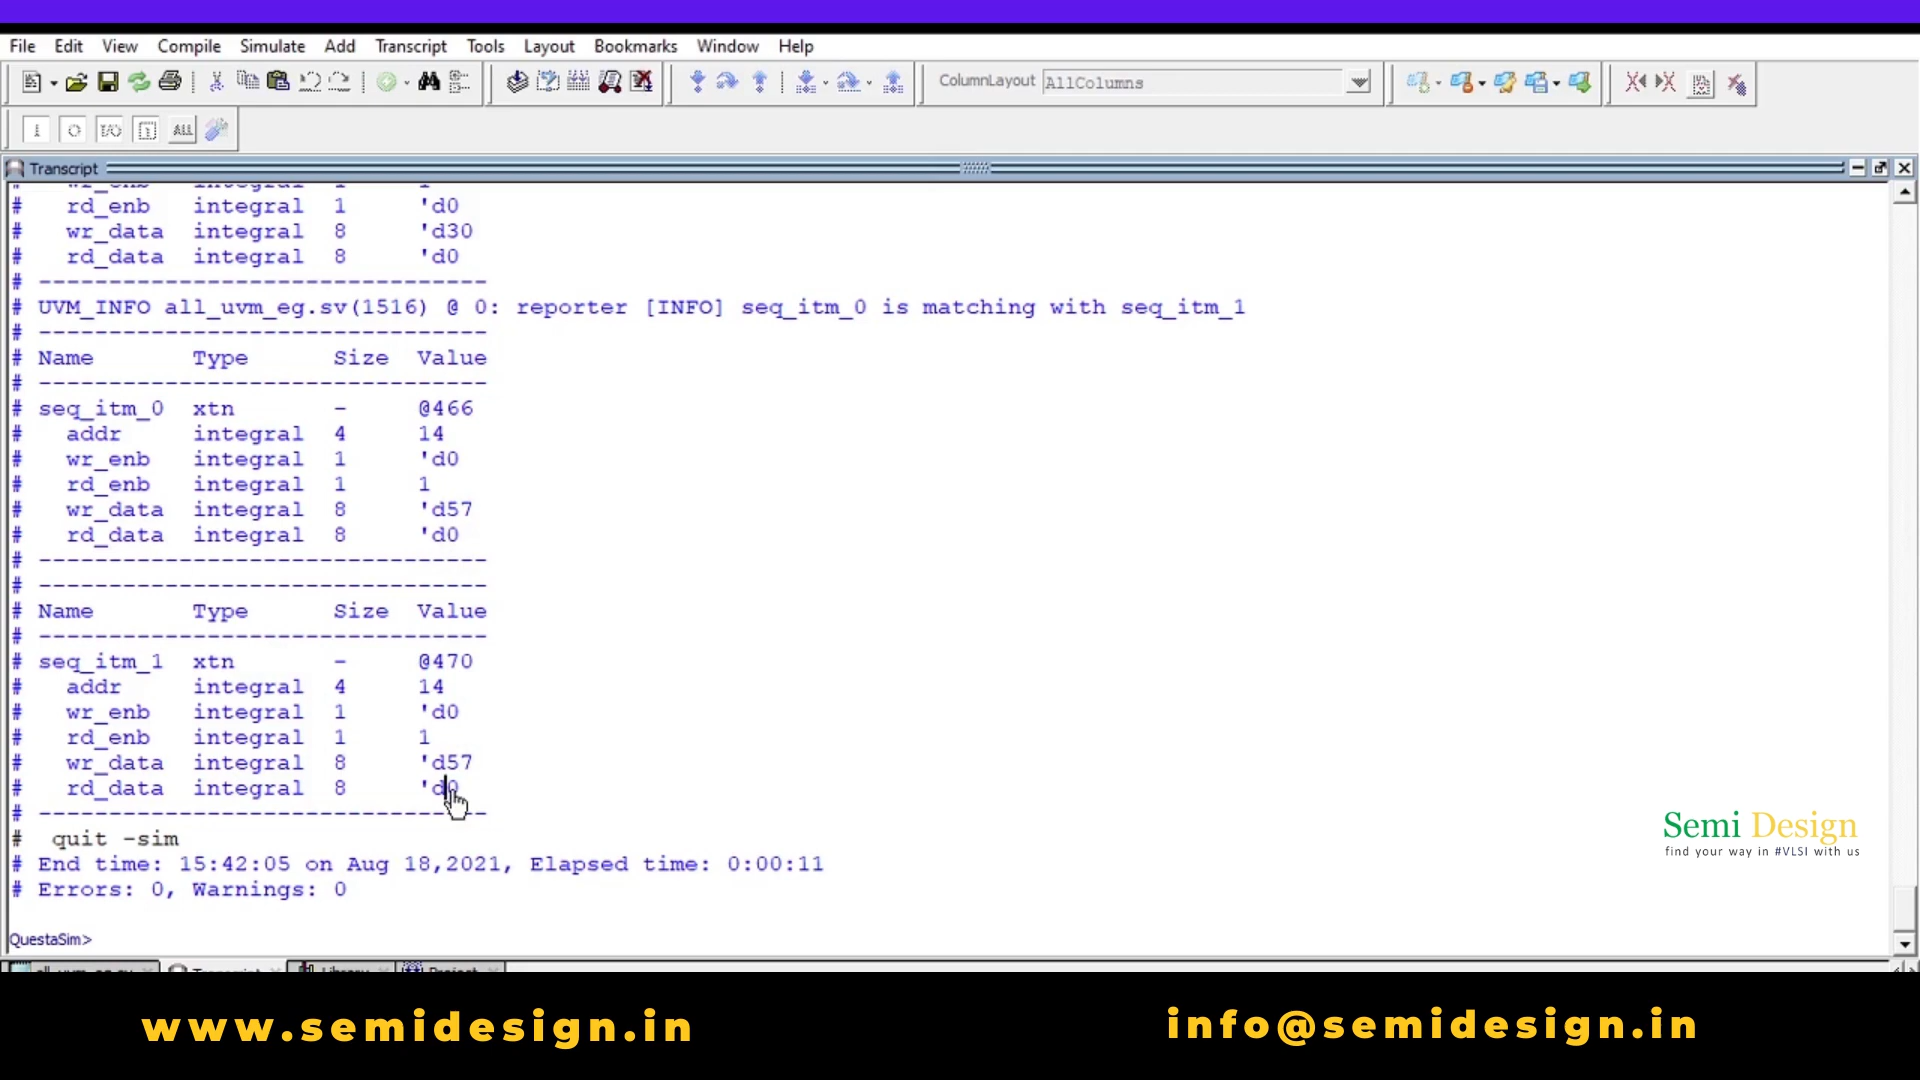 File Edit View Compile Simulate Add Transcript Tools Layout Bookmarks Window Help
ColumnLayout AllColumns
ALL
Transcript
# rd_enb integral 1 'd0
# wr_data integral 8 'd30
# rd_data integral 8 'd0
# --------------------------------
# UVM_INFO all_uvm_eg.sv(1516) @ 0: reporter [INFO] seq_itm_0 is matching with seq_itm_1
# --------------------------------
# Name Type Size Value
# --------------------------------
# seq_itm_0 xtn - @466
# addr integral 4 14
# wr_enb integral 1 'd0
# rd_enb integral 1 1
# wr_data integral 8 'd57
# rd_data integral 8 'd0
# --------------------------------
# --------------------------------
# Name Type Size Value
# --------------------------------
# seq_itm_1 xtn - @470
# addr integral 4 14
# wr_enb integral 1 'd0
# rd_enb integral 1 1
# wr_data integral 8 'd57
# rd_data integral 8 'd0
# --------------------------------
# quit -sim
# End time: 15:42:05 on Aug 18,2021, Elapsed time: 0:00:11
# Errors: 0, Warnings: 0
QuestaSim>
Semi Design
find your way in #VLSI with us
www.semidesign.in
info@semidesign.in